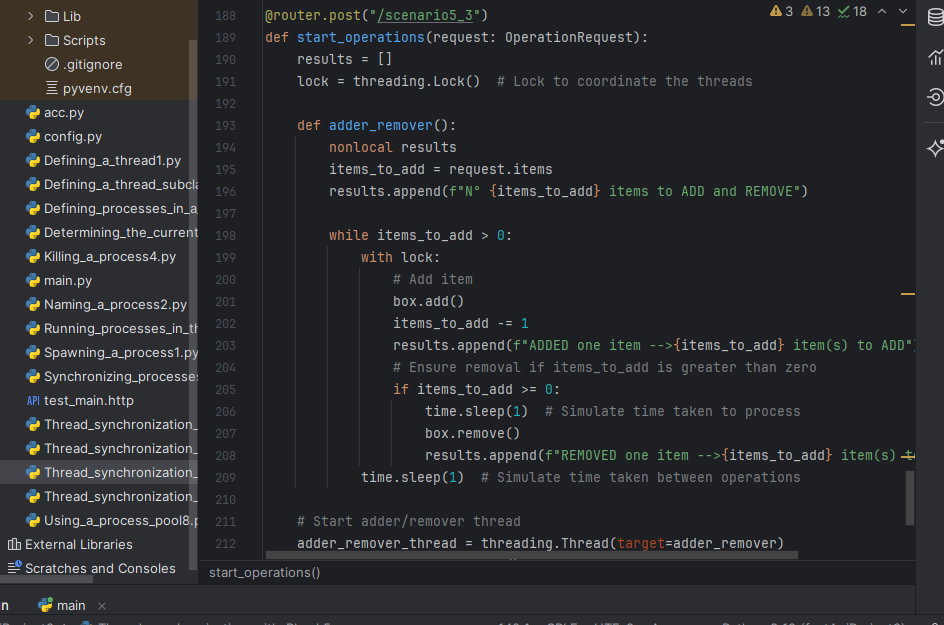 Lib
Scripts
.gitignore
pyvenv.cfg
acc.py
config.py
Defining_a_thread1.py
Defining_a_thread_subcla
Defining_processes_in_a
Determining_the_current
Killing_a_process4.py
main.py
Naming_a_process2.py
Running_processes_in_th
Spawning_a_process1.py
Synchronizing_processes
API test_main.http
Thread_synchronization_
Thread_synchronization_
Thread_synchronization_
Thread_synchronization_
Using_a_process_pool8.p
External Libraries
Scratches and Consoles
3 13 18
188 @router.post("/scenario5_3")
189 def start_operations(request: OperationRequest):
190 results = []
191 lock = threading.Lock()  # Lock to coordinate the threads
192
193 def adder_remover():
194 nonlocal results
195 items_to_add = request.items
196 results.append(f"N° {items_to_add} items to ADD and REMOVE")
197
198 while items_to_add > 0:
199 with lock:
200 # Add item
201 box.add()
202 items_to_add -= 1
203 results.append(f"ADDED one item -->{items_to_add} item(s) to ADD"
204 # Ensure removal if items_to_add is greater than zero
205 if items_to_add >= 0:
206 time.sleep(1)  # Simulate time taken to process
207 box.remove()
208 results.append(f"REMOVED one item -->{items_to_add} item(s) t
209 time.sleep(1)  # Simulate time taken between operations
210
211 # Start adder/remover thread
212 adder_remover_thread = threading.Thread(target=adder_remover)
start_operations()
n main